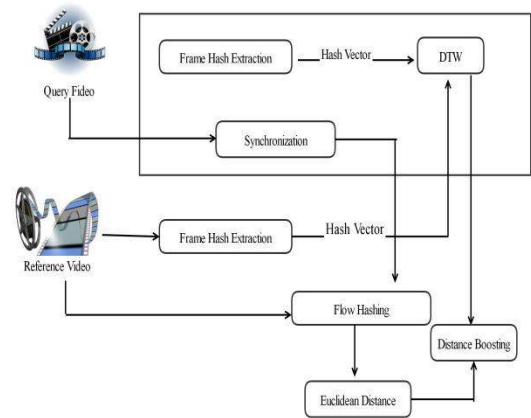 Frame Hash Extraction
Hash Vector
DTW
Query Fideo
Synchronization
Frame Hash Extraction
Hash Vector
Reference Video
Flow Hashing
Distance Boosting
Euclidean Distance